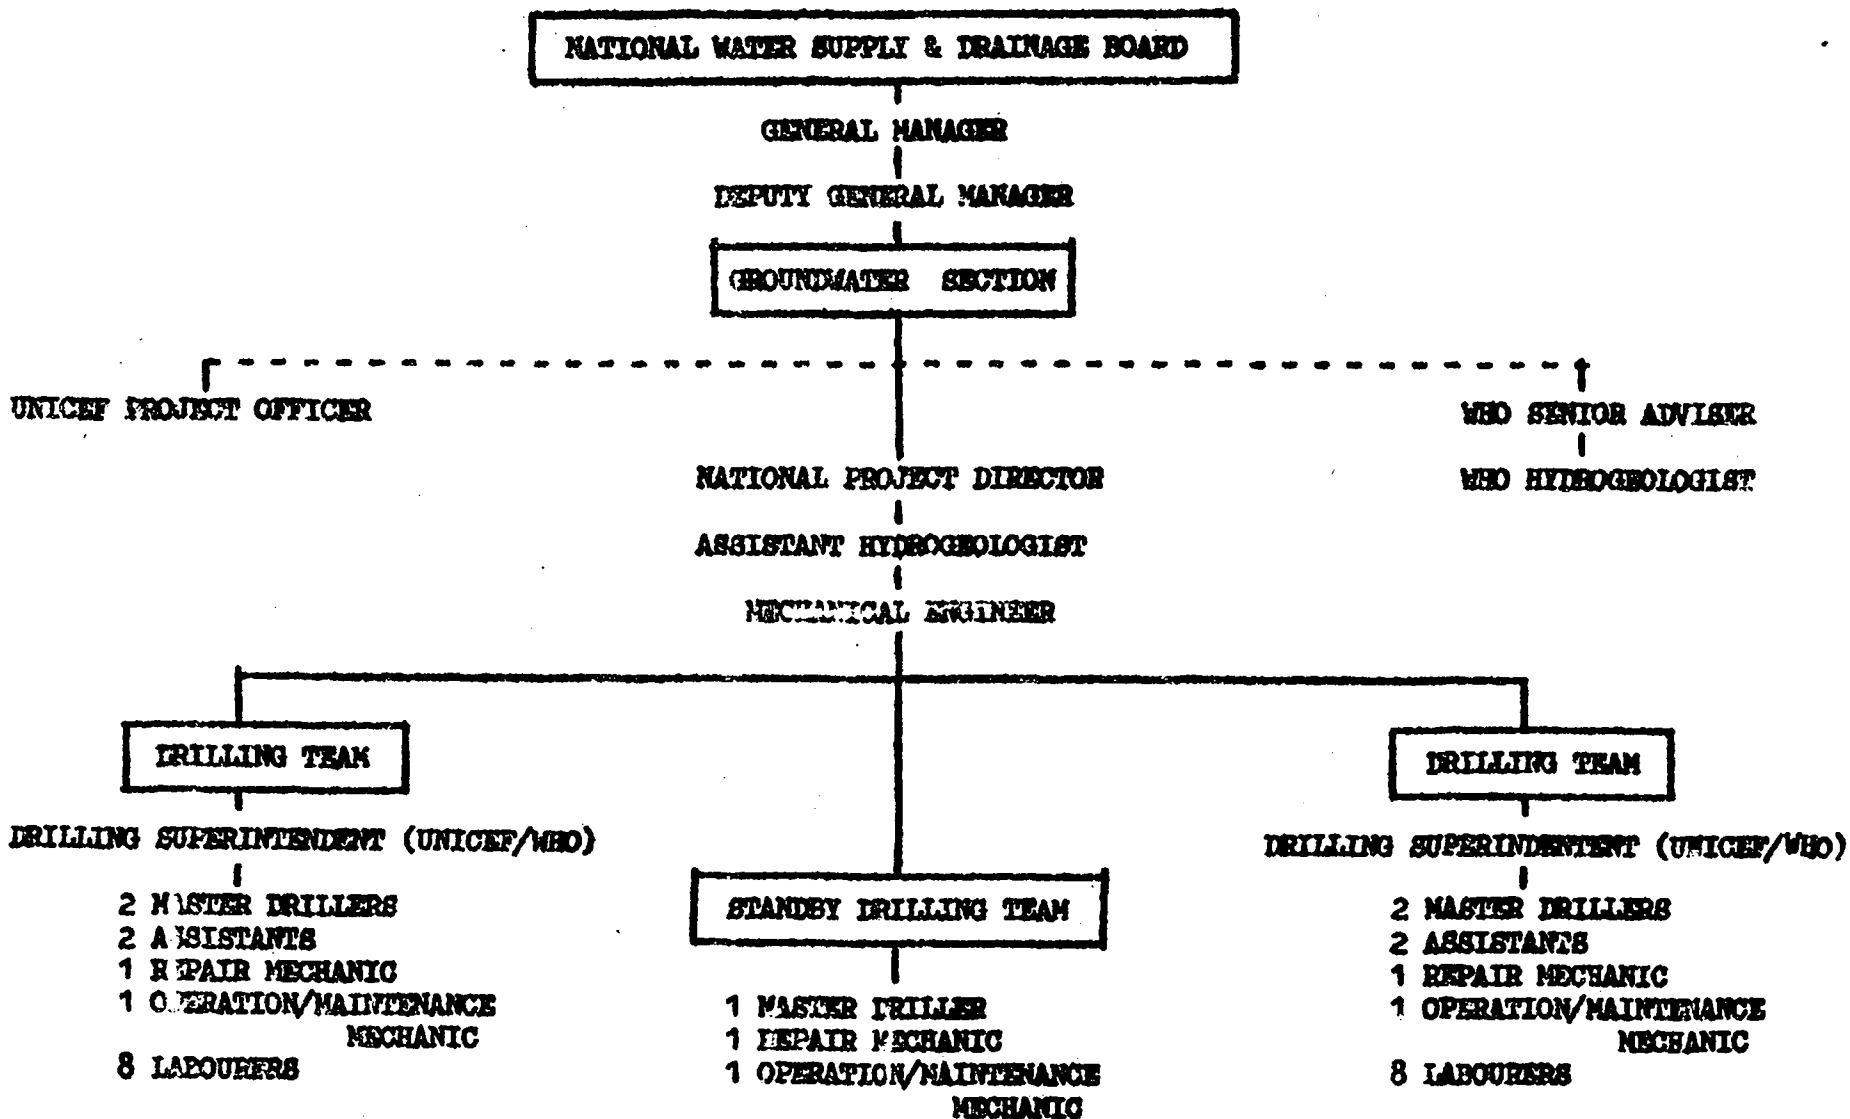 NATIONAL WATER SUPPLY & DRAINAGE BOARD
GENERAL MANAGER
DEPUTY GENERAL MANAGER
GROUNDWATER SECTION
UNICEF PROJECT OFFICER
WHO SENIOR ADVISER
WHO HYDROGEOLOGIST
NATIONAL PROJECT DIRECTOR
ASSISTANT HYDROGEOLOGIST
MECHANICAL ENGINEER
DRILLING TEAM
DRILLING SUPERINTENDENT (UNICEF/WHO)
2 MASTER DRILLERS
2 ASSISTANTS
1 REPAIR MECHANIC
1 OPERATION/MAINTENANCE
MECHANIC
8 LABOURERS
STANDBY DRILLING TEAM
1 MASTER DRILLER
1 REPAIR MECHANIC
1 OPERATION/MAINTENANCE
MECHANIC
DRILLING TEAM
DRILLING SUPERINDENTENT (UNICEF/WHO)
2 MASTER DRILLERS
2 ASSISTANTS
1 REPAIR MECHANIC
1 OPERATION/MAINTENANCE
MECHANIC
8 LABOURERS